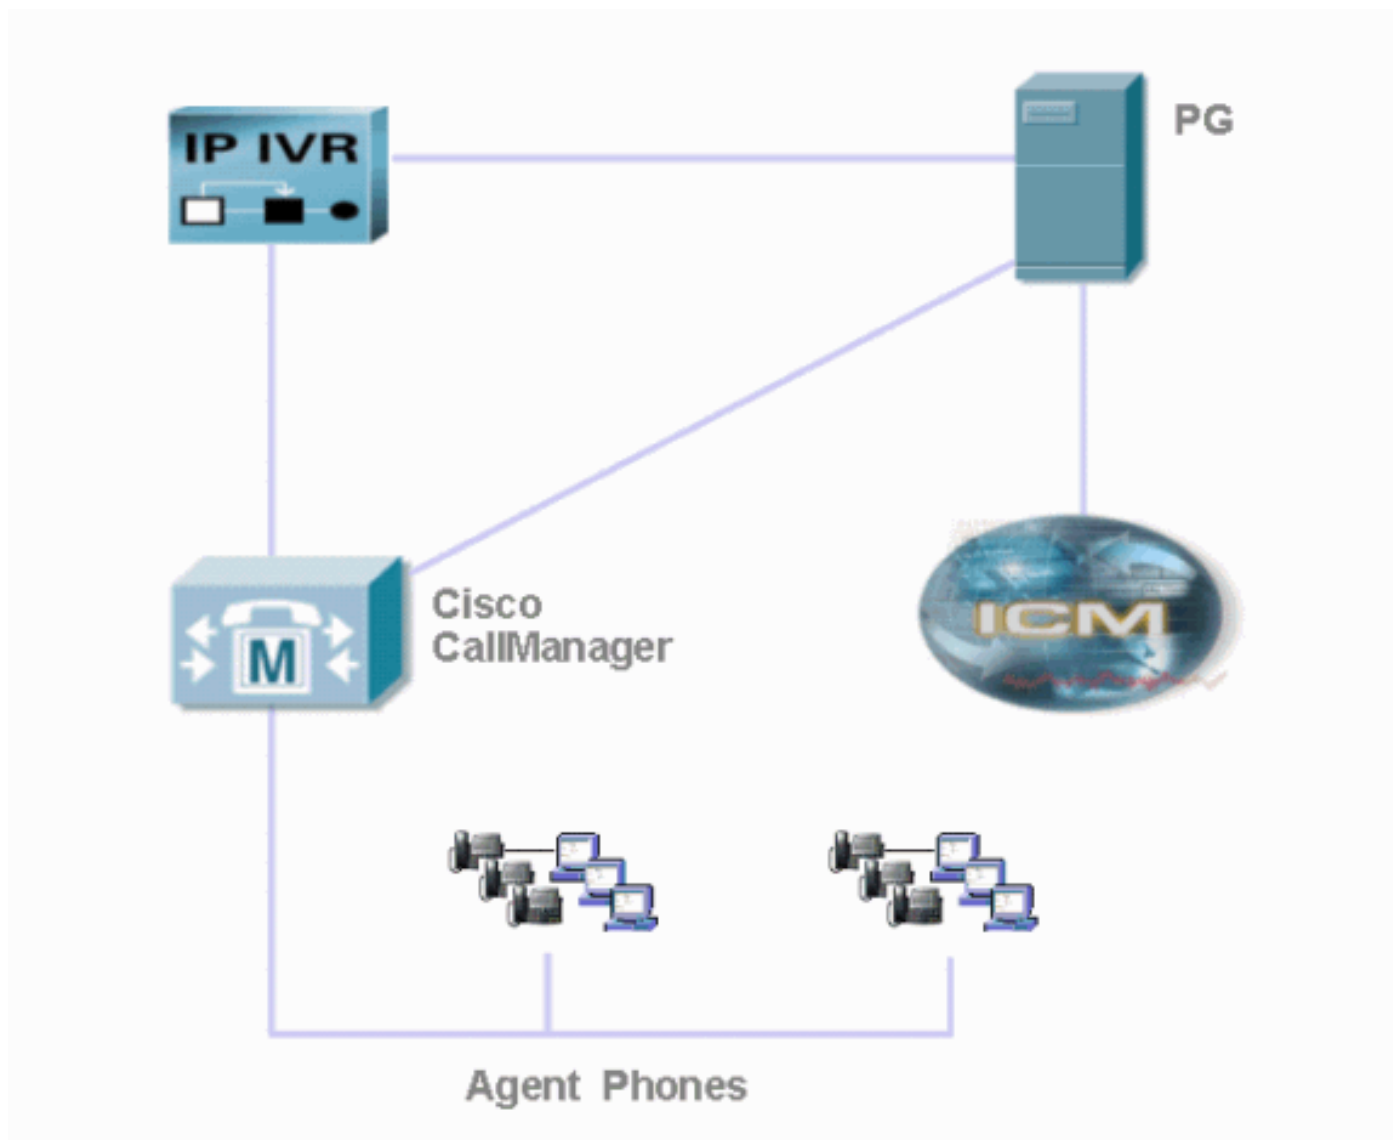 IP IVR
PG
Cisco
CallManager
M
ICM
Agent Phones